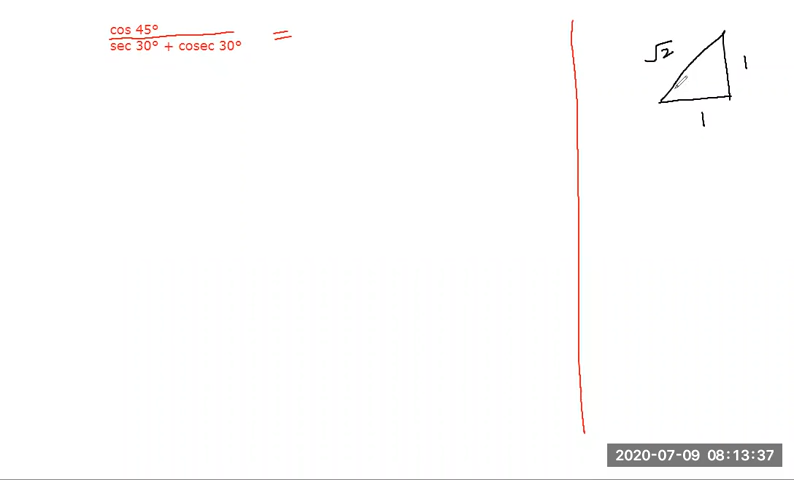 cos 45°
sec 30° + cosec 30° =
√2
1
1
2020-07-09 08:13:37